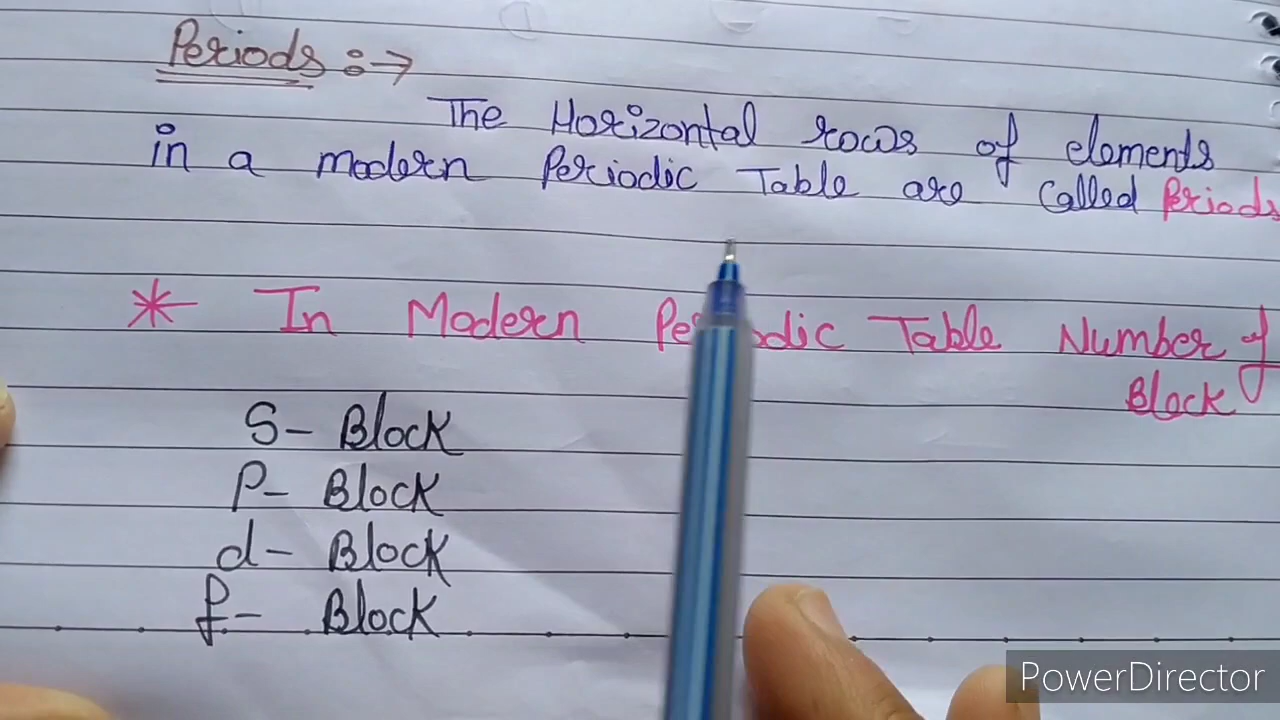 Periods :→
The Horizontal rows of elements
in a modern Periodic Table are called Periods
* In Modern Periodic Table Number of
Block
S- Block
P- Block
d- Block
f- Block
PowerDirector